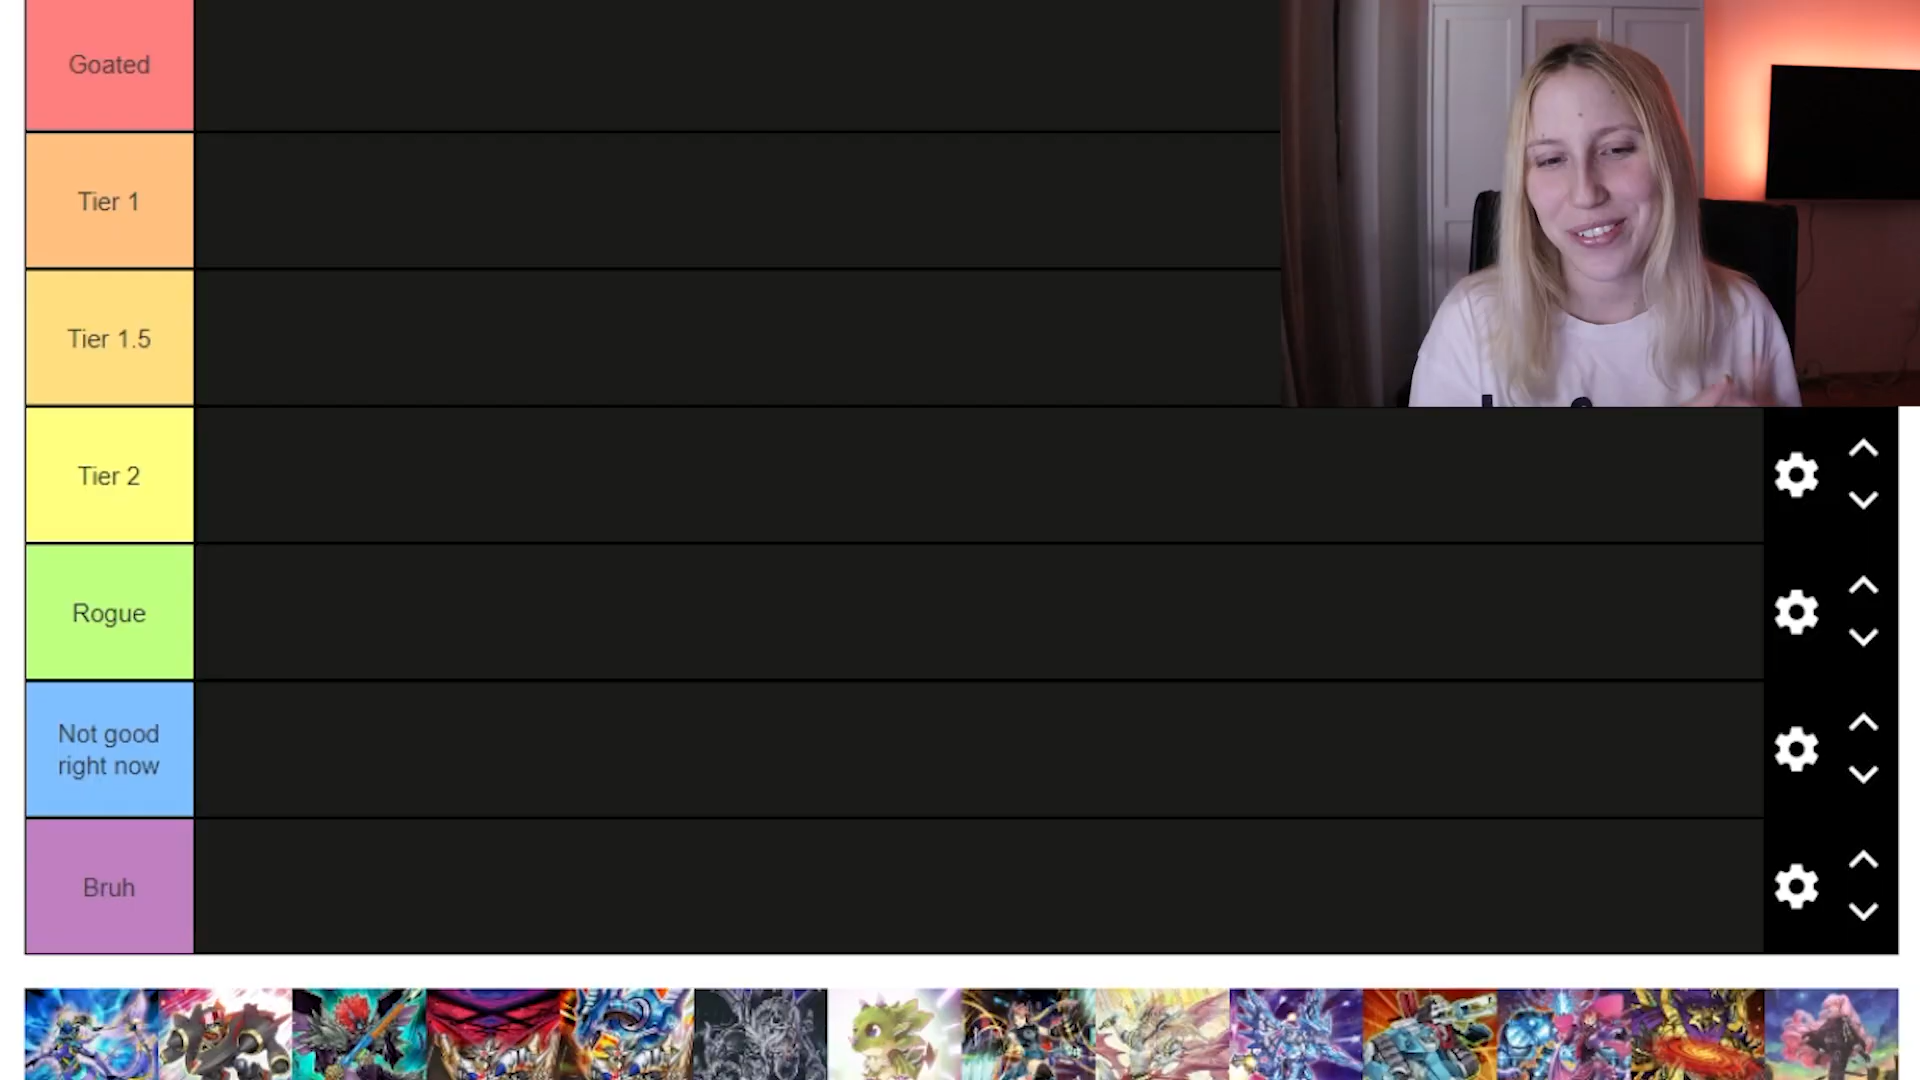 Goated
Tier 1
Tier 1.5
Tier 2
Rogue
Not good
right now
Bruh